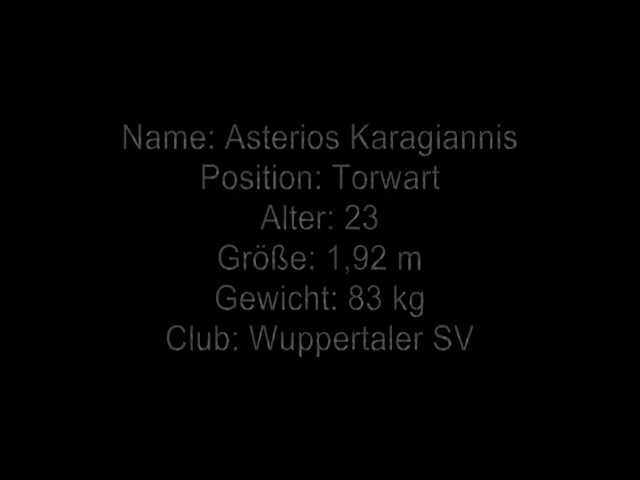 Name: Asterios Karagiannis
Position: Torwart
Alter: 23
Größe: 1,92 m
Gewicht: 83 kg
Club: Wuppertaler SV